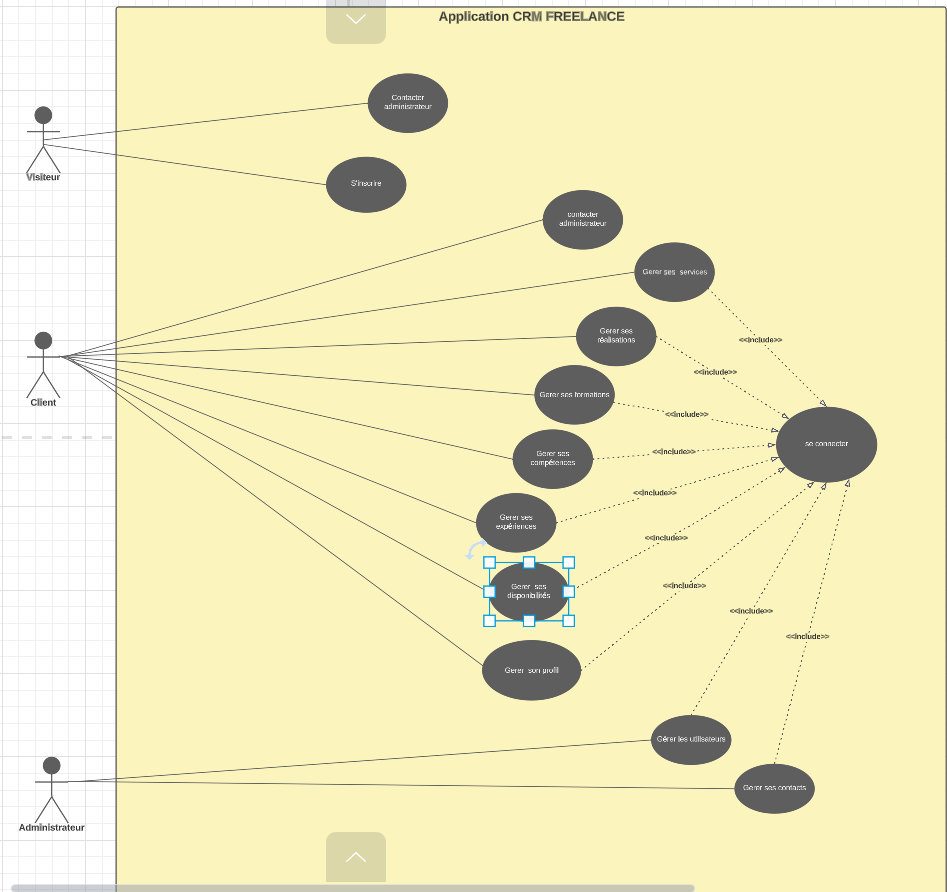 Application CRM FREELANCE
Contacter
administrateur
Visiteur
S'inscrire
contacter
administrateur
Gerer ses services
Gerer ses
réalisations
<<include>>
Client
<<include>>
Gerer ses formations
<<include>>
Gerer ses
compétences
<<include>>
se connecter
Gerer ses
expériences
<<include>>
<<include>>
Gerer ses
disponibilités
<<include>>
<<include>>
<<include>>
Gerer son profil
Gérer les utilisateurs
Gerer ses contacts
Administrateur